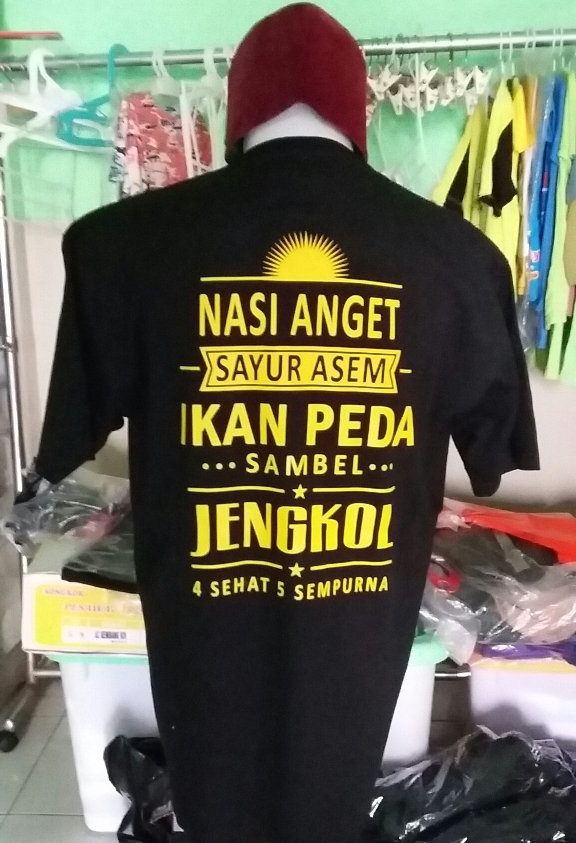 NASI ANGET
SAYUR ASEM
IKAN PEDA
SAMBEL
JENGKOL
4 SEHAT 5 SEMPURNA